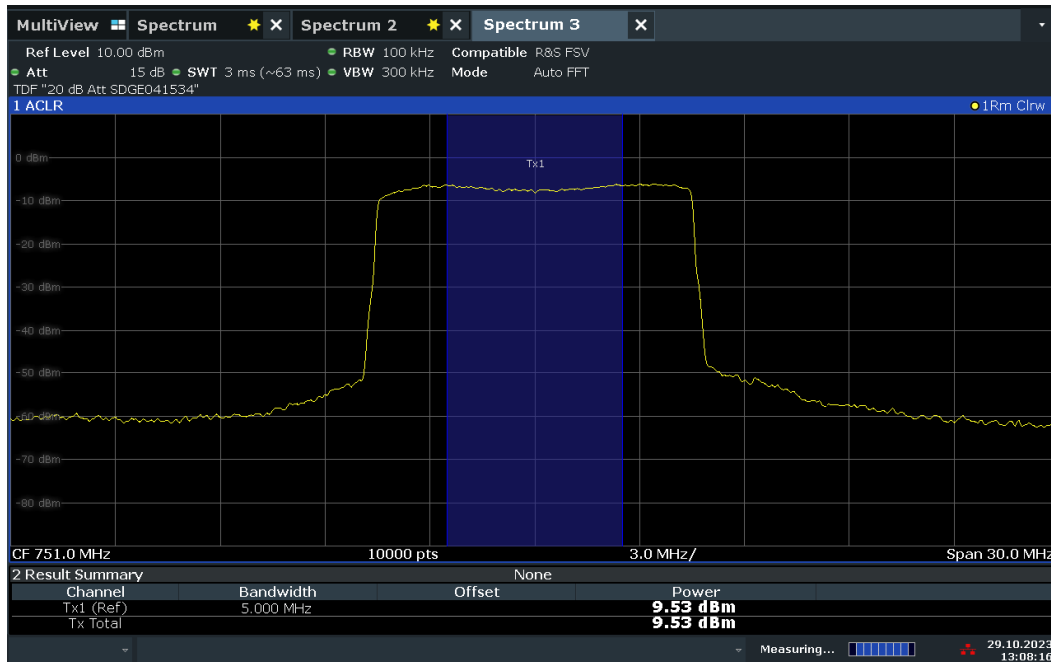 MultiView Spectrum Spectrum 2 Spectrum 3
Ref Level 10.00 dBm RBW 100 kHz Compatible R&S FSV
Att 15 dB SWT 3 ms (~63 ms) VBW 300 kHz Mode Auto FFT
TDF "20 dB Att SDGE041534"
1 ACLR 1Rm Clrw
0 dBm
Tx1
-10 dBm
-20 dBm
-30 dBm
-40 dBm
-50 dBm
-60 dBm
-70 dBm
-80 dBm
CF 751.0 MHz 10000 pts 3.0 MHz/ Span 30.0 MHz
2 Result Summary None
Channel Bandwidth Offset Power
Tx1 (Ref) 5.000 MHz 9.53 dBm
Tx Total 9.53 dBm
Measuring... 29.10.2023
13:08:16